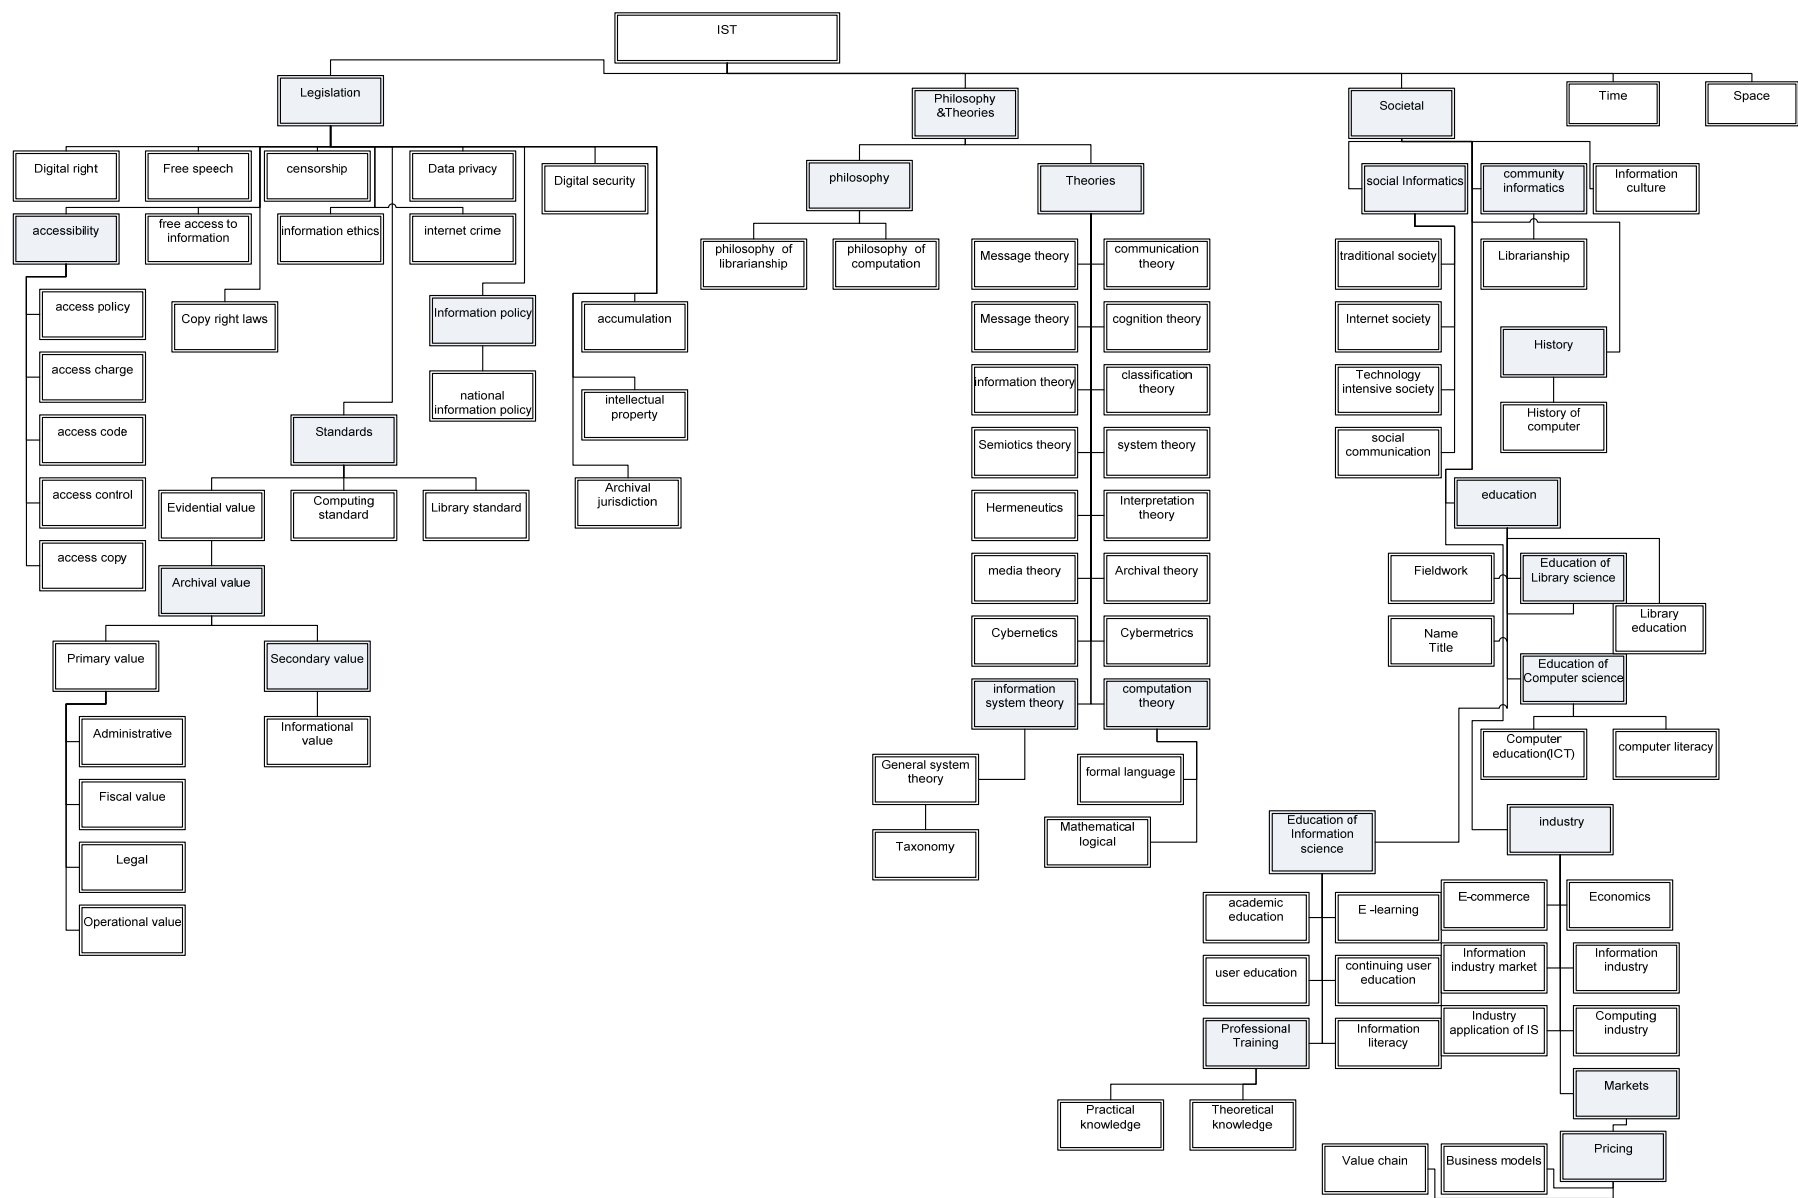 IST
Legislation
Philosophy
&Theories
Societal
Time
Space
Digital right
Free speech
censorship
Data privacy
Digital security
accessibility
free access to
information
information ethics
internet crime
access policy
access charge
access code
access control
access copy
Copy right laws
Information policy
national
information policy
accumulation
intellectual
property
Archival
jurisdiction
Standards
Evidential value
Computing
standard
Library standard
Archival value
Primary value
Secondary value
Administrative
Fiscal value
Legal
Operational value
Informational
value
philosophy
Theories
philosophy of
librarianship
philosophy of
computation
Message theory
communication
theory
Message theory
cognition theory
information theory
classification
theory
Semiotics theory
system theory
Hermeneutics
Interpretation
theory
media theory
Archival theory
Cybernetics
Cybermetrics
information
system theory
computation
theory
General system
theory
Taxonomy
formal language
Mathematical
logical
social Informatics
community
informatics
Information
culture
traditional society
Internet society
Technology
intensive society
social
communication
Librarianship
History
History of
computer
education
Fieldwork
Education of
Library science
Library
education
Name
Title
Education of
Computer science
Computer
education(ICT)
computer literacy
Education of
Information
science
academic
education
E -learning
user education
continuing user
education
Professional
Training
Information
literacy
Practical
knowledge
Theoretical
knowledge
industry
E-commerce
Economics
Information
industry market
Information
industry
Industry
application of IS
Computing
industry
Markets
Pricing
Value chain
Business models